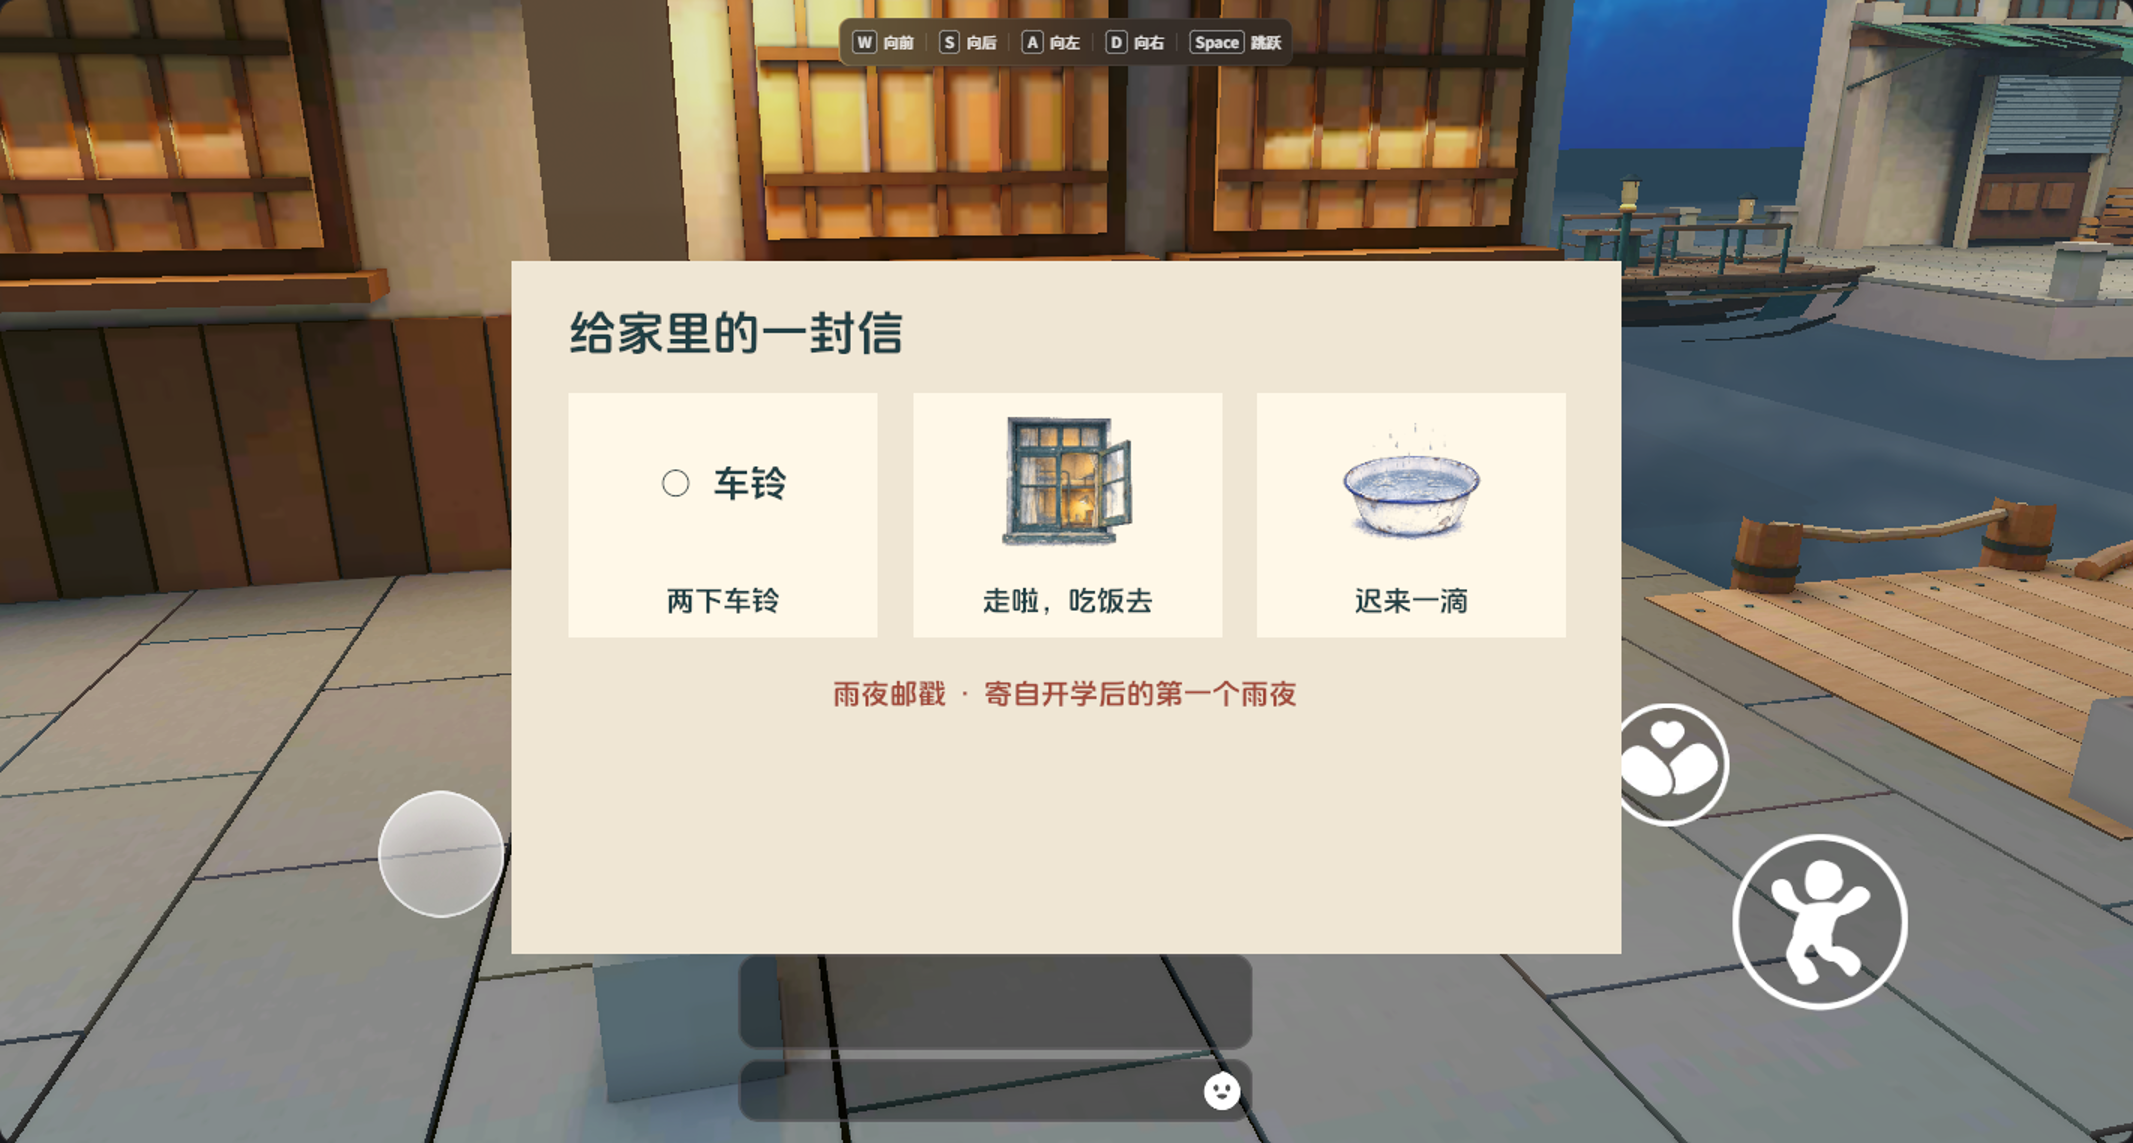 W 向前 S 向后 A 向左 D 向右 Space 跳跃
给家里的一封信
○ 车铃
两下车铃
走啦，吃饭去
迟来一滴
雨夜邮戳 · 寄自开学后的第一个雨夜